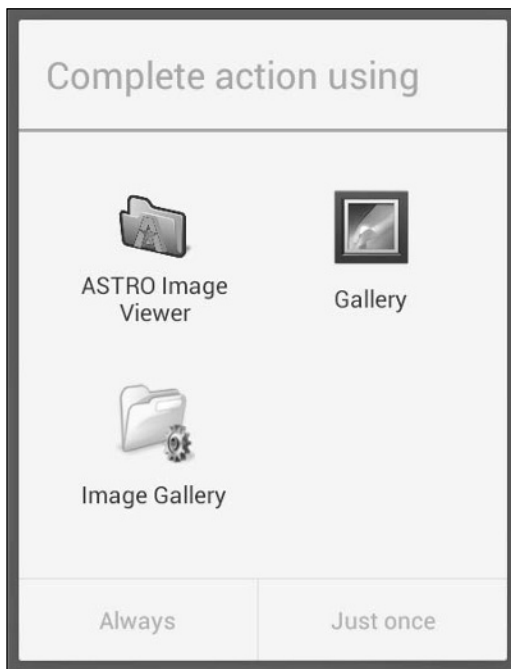 Complete action using
ASTRO Image
Viewer
Gallery
Image Gallery
Always
Just once